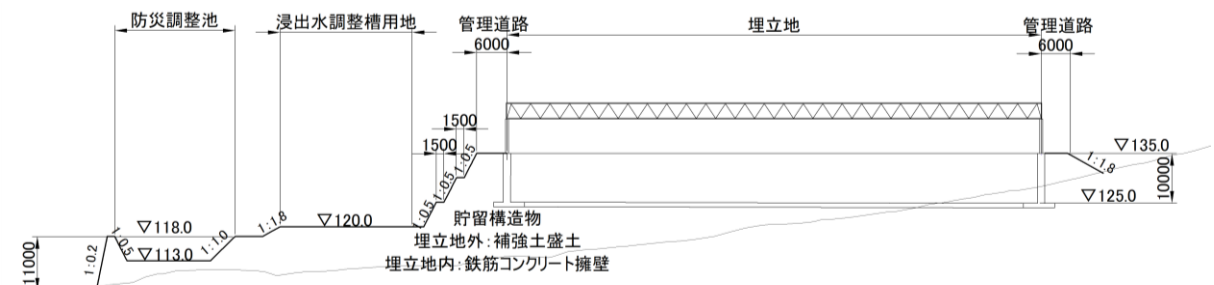 防災調整池
浸出水調整槽用地
管理道路
埋立地
管理道路
6000
6000
1500
1500
1:0.5
1:0.5
1:0.5
▽135.0
1:1.8
10000
▽125.0
貯留構造物
埋立地外:補強土盛土
埋立地内:鉄筋コンクリート擁壁
▽120.0
1:1.8
▽118.0
1:0.5
1:1.0
▽113.0
1:0.2
11000